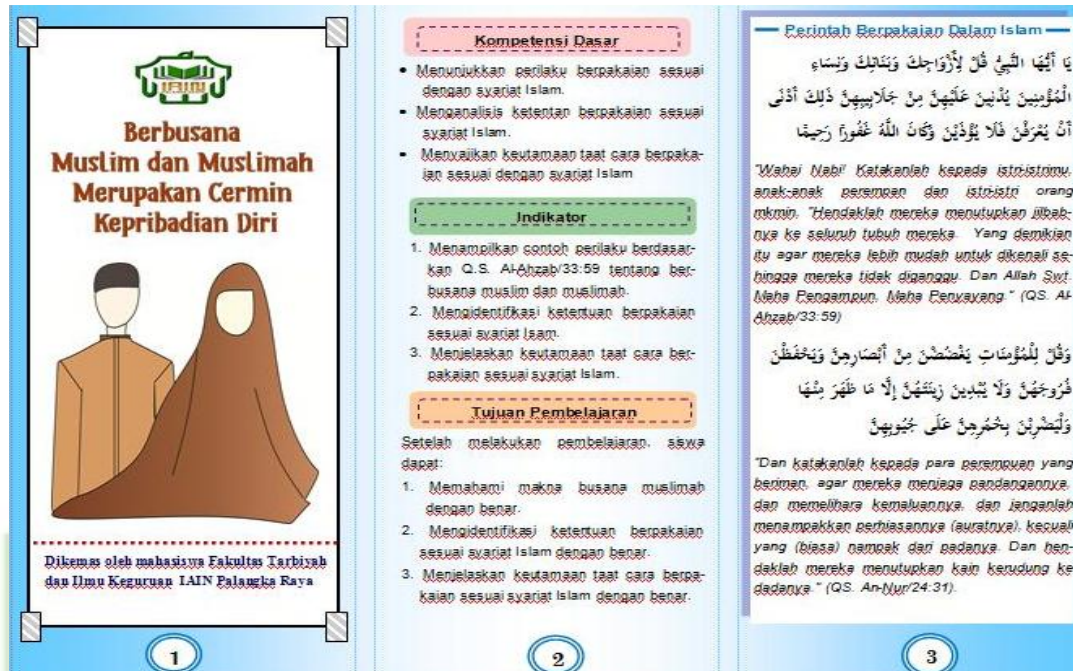 IAIN
Berbusana
Muslim dan Muslimah
Merupakan Cermin
Kepribadian Diri
Dikemas oleh mahasiswa Fakultas Tarbiyah
dan Ilmu Keguruan IAIN Palangka Raya
1
Kompetensi Dasar
• Menunjukkan perilaku berpakaian sesuai
dengan syariat Islam.
• Menganalisis ketentan berpakaian sesuai
syariat Islam.
• Menyajikan keutamaan taat cara berpaka-
ian sesuai dengan syariat Islam
Indikator
1. Menampilkan contoh perilaku berdasar-
kan Q.S. Al-Ahzab/33:59 tentang ber-
busana muslim dan muslimah.
2. Mengidentifikasi ketentuan berpakaian
sesuai syariat Isam.
3. Menjelaskan keutamaan taat cara ber-
pakaian sesuai syariat Islam.
Tujuan Pembelajaran
Setelah melakukan pembelajaran, siswa
dapat:
1. Memahami makna busana muslimah
dengan benar.
2. Mengidentifikasi ketentuan berpakaian
sesuai syariat Islam dengan benar.
3. Menjelaskan keutamaan taat cara berpa-
kaian sesuai syariat Islam dengan benar.
2
Perintah Berpakaian Dalam Islam
يَا أَيُّهَا النَّبِيُّ قُلْ لِأَزْوَاجِكَ وَبَنَاتِكَ وَنِسَاءِ
الْمُؤْمِنِينَ يُدْنِينَ عَلَيْهِنَّ مِنْ جَلَابِيبِهِنَّ ذَلِكَ أَدْنَى
أَنْ يُعْرَفْنَ فَلَا يُؤْذَيْنَ وَكَانَ اللَّهُ غَفُورًا رَحِيمًا
"Wahai Nabi! Katakanlah kepada istri-istrimu,
anak-anak perempan dan istri-istri orang
mkmin, "Hendaklah mereka menutupkan jilbab-
nya ke seluruh tubuh mereka. Yang demikian
itu agar mereka lebih mudah untuk dikenali se-
hingga mereka tidak diganggu. Dan Allah Swt.
Maha Pengampun, Maha Penyayang." (QS. Al-
Ahzab/33:59)
وَقُلْ لِلْمُؤْمِنَاتِ يَغْضُضْنَ مِنْ أَبْصَارِهِنَّ وَيَحْفَظْنَ
فُرُوجَهُنَّ وَلَا يُبْدِينَ زِينَتَهُنَّ إِلَّا مَا ظَهَرَ مِنْهَا
وَلْيَضْرِبْنَ بِخُمُرِهِنَّ عَلَى جُيُوبِهِنَّ
"Dan katakanlah kepada para perempuan yang
beriman, agar mereka menjaga pandangannya,
dan memelihara kemaluannya, dan janganlah
menampakkan perhiasannya (auratnya), kecuali
yang (biasa) nampak dari padanya. Dan hen-
daklah mereka menutupkan kain kerudung ke
dadanya." (QS. An-Nur/24:31).
3